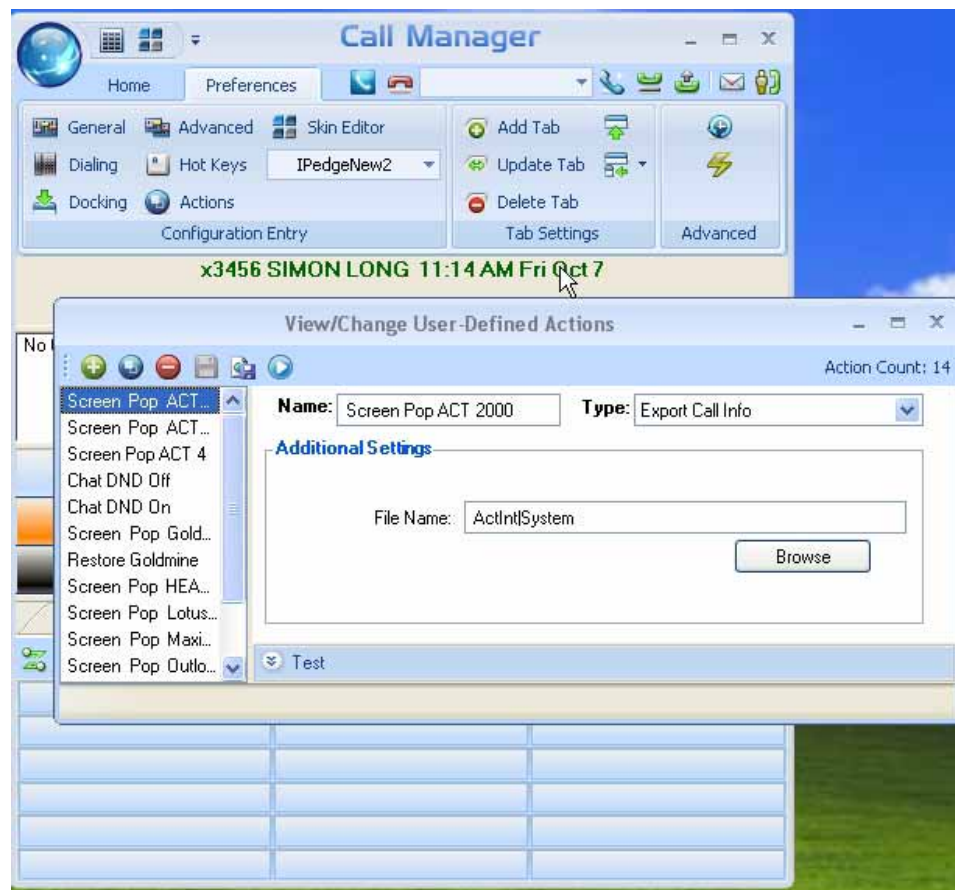 Call Manager
Home Preferences
General Advanced Skin Editor Add Tab
Dialing Hot Keys IPedgeNew2 Update Tab
Docking Actions Delete Tab
Configuration Entry Tab Settings Advanced
x3456 SIMON LONG 11:14 AM Fri Oct 7
View/Change User-Defined Actions
No
Action Count: 14
Screen Pop ACT...
Screen Pop ACT...
Screen Pop ACT 4
Chat DND Off
Chat DND On
Screen Pop Gold...
Restore Goldmine
Screen Pop HEA...
Screen Pop Lotus...
Screen Pop Maxi...
Screen Pop Outlo...
Name: Screen Pop ACT 2000 Type: Export Call Info
Additional Settings
File Name: ActInt|System
Browse
Test